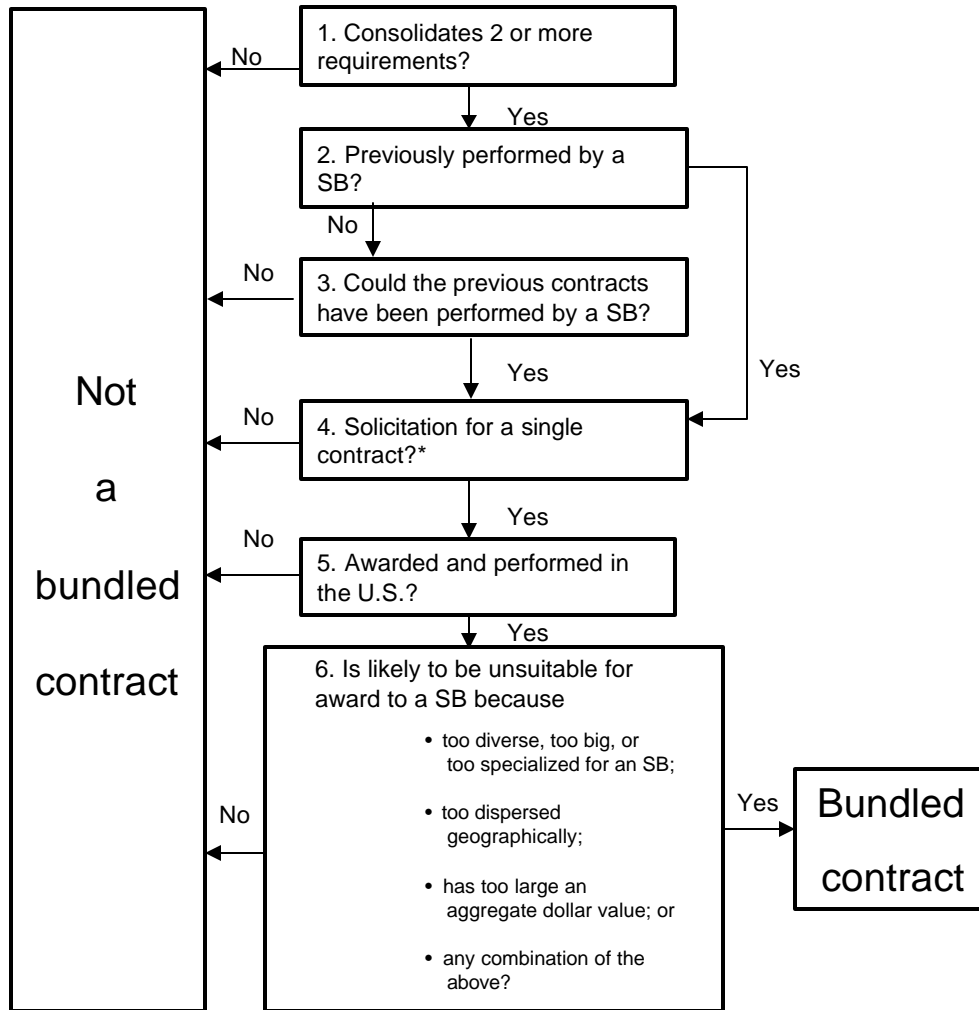 1. Consolidates 2 or more
requirements?
No
Yes
2. Previously performed by a
SB?
No
Yes
3. Could the previous contracts
have been performed by a SB?
No
Yes
4. Solicitation for a single
contract?*
No
Yes
5. Awarded and performed in
the U.S.?
No
Yes
6. Is likely to be unsuitable for
award to a SB because
• too diverse, too big, or
too specialized for an SB;
• too dispersed
geographically;
• has too large an
aggregate dollar value; or
• any combination of the
above?
No
Yes
Not
a
bundled
contract
Bundled
contract